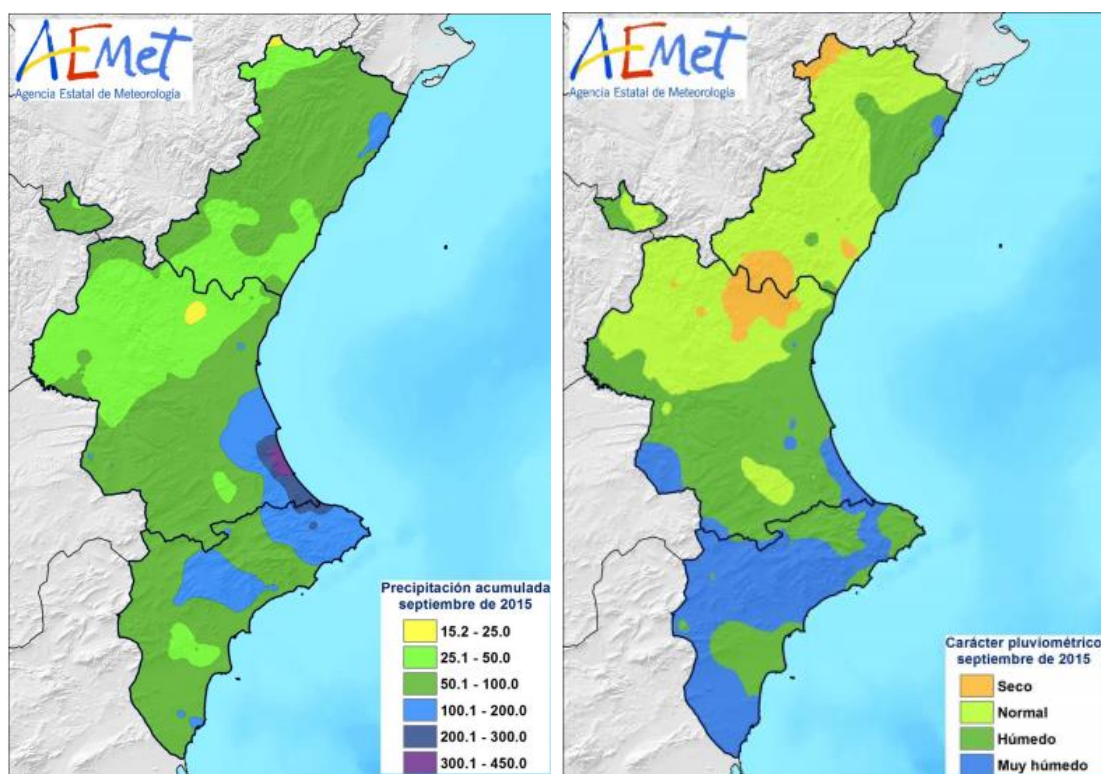 AEMet
Agencia Estatal de Meteorología
Precipitación acumulada
septiembre de 2015
15.2 - 25.0
25.1 - 50.0
50.1 - 100.0
100.1 - 200.0
200.1 - 300.0
300.1 - 450.0
AEMet
Agencia Estatal de Meteorología
Carácter pluviométrico
septiembre de 2015
Seco
Normal
Húmedo
Muy húmedo